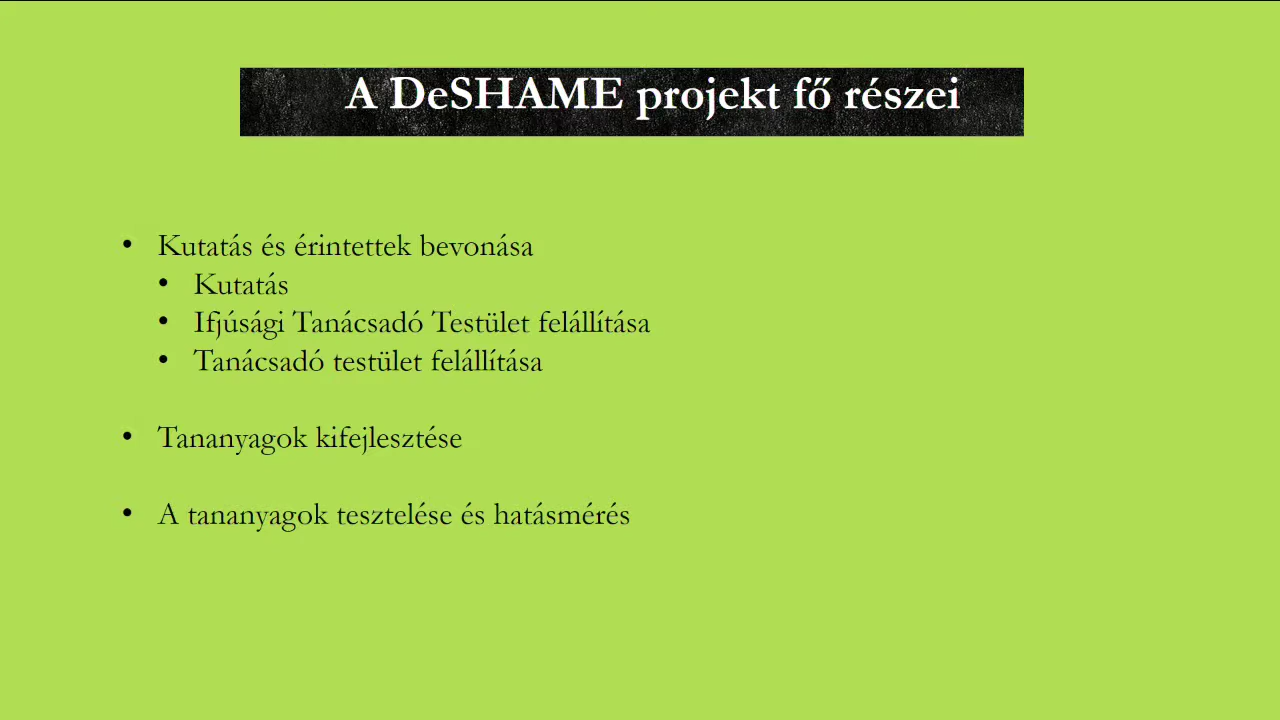 A DeSHAME projekt fő részei
• Kutatás és érintettek bevonása
• Kutatás
• Ifjúsági Tanácsadó Testület felállítása
• Tanácsadó testület felállítása
• Tananyagok kifejlesztése
• A tananyagok tesztelése és hatásmérés